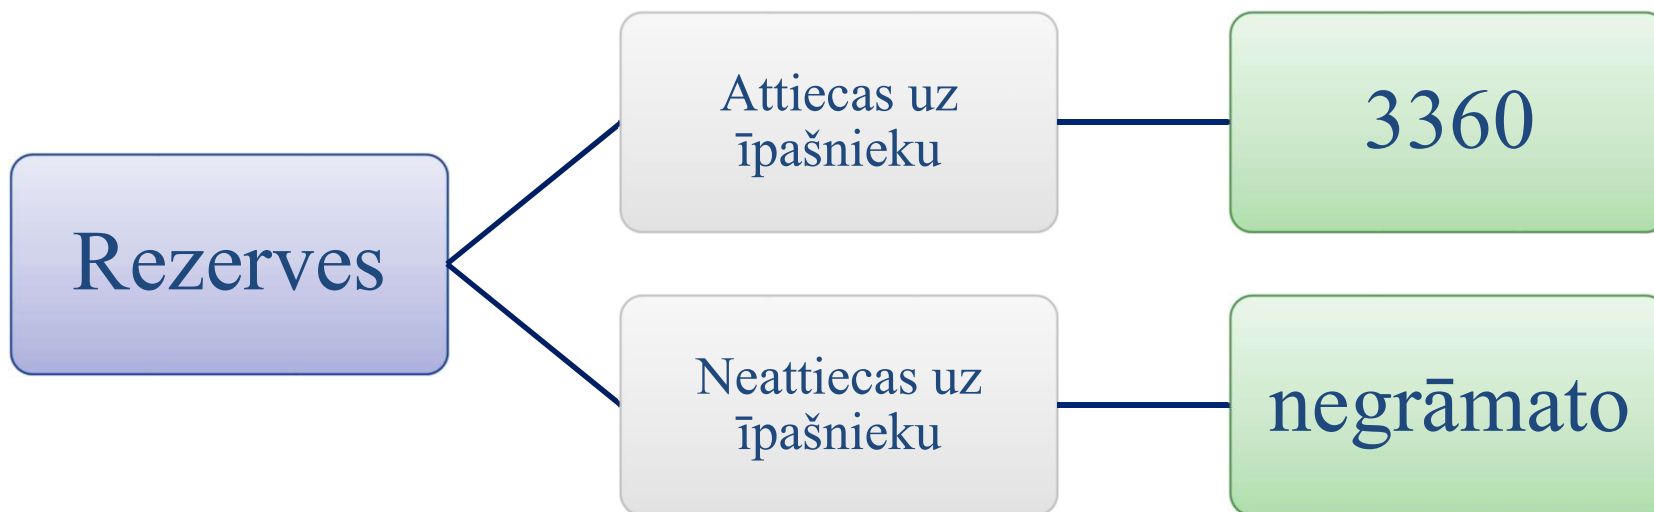 Rezerves
Attiecas uz
īpašnieku
3360
Neattiecas uz
īpašnieku
negrāmato